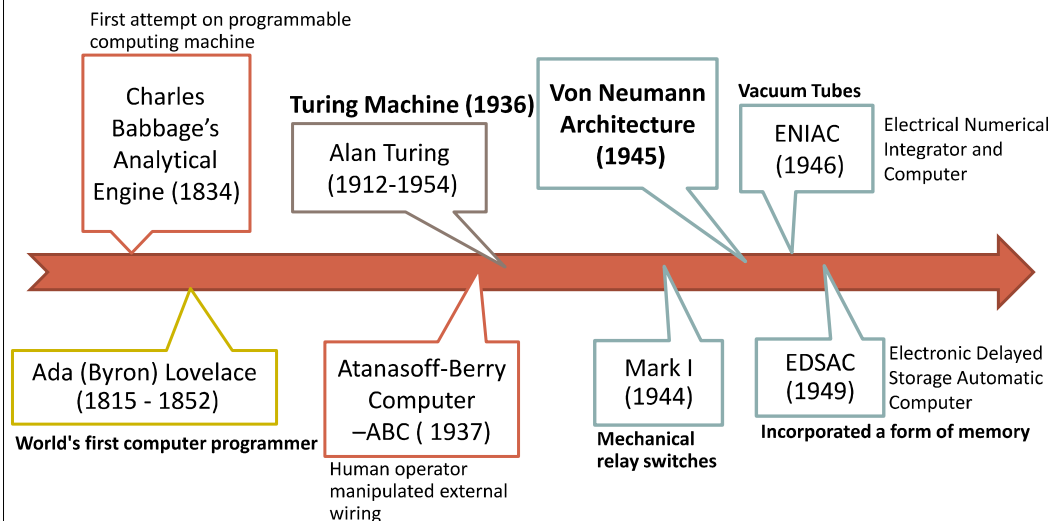 First attempt on programmable
computing machine
Charles
Babbage's
Analytical
Engine (1834)
Turing Machine (1936)
Alan Turing
(1912-1954)
Von Neumann
Architecture
(1945)
Vacuum Tubes
ENIAC
(1946)
Electrical Numerical
Integrator and
Computer
Ada (Byron) Lovelace
(1815 - 1852)
World's first computer programmer
Atanasoff-Berry
Computer
–ABC ( 1937)
Human operator
manipulated external
wiring
Mark I
(1944)
Mechanical
relay switches
EDSAC
(1949)
Electronic Delayed
Storage Automatic
Computer
Incorporated a form of memory